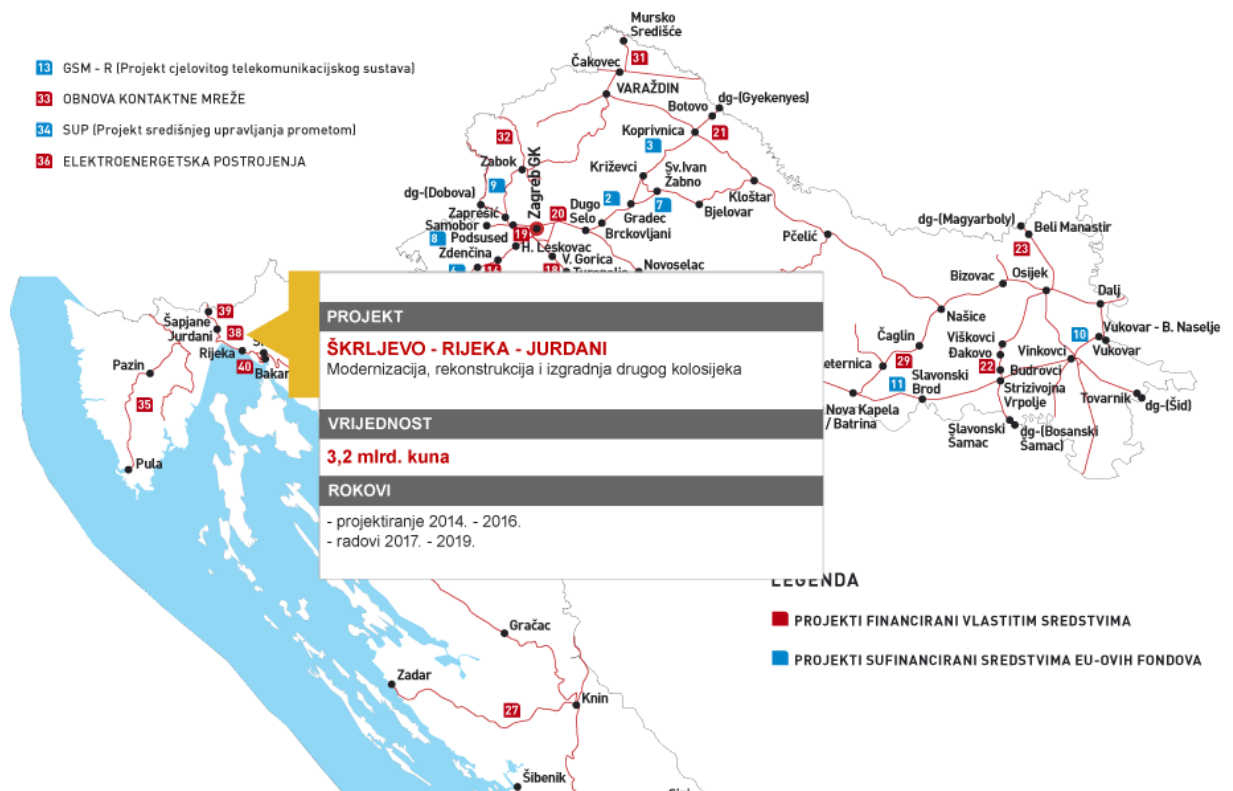 13 GSM - R (Projekt cjelovitog telekomunikacijskog sustava)
33 OBNOVA KONTAKTNE MREŽE
34 SUP (Projekt središnjeg upravljanja prometom)
36 ELEKTROENERGETSKA POSTROJENJA
Mursko
Središće
31
Čakovec
VARAŽDIN
dg-(Gyekenyes)
Botovo
Koprivnica
21
32
3
Zabok
Zagreb GK
Križevci
Sv.Ivan
Žabno
9
dg-(Dobova)
2
7
Kloštar
Zaprešić
20
Dugo
Selo
Gradec
Bjelovar
Samobor
Brckovljani
8
Podsused
19
H. Leskovac
Zdenčina
V. Gorica
Novoselac
18
Pčelić
dg-(Magyarboly)
Beli Manastir
23
Bizovac
Osijek
Dalj
Našice
10
Vukovar - B. Naselje
Vukovar
Čaglin
Viškovci
Đakovo
Vinkovci
29
22
Budrovci
11
Slavonski
Brod
Strizivojna
Vrpolje
Tovarnik
dg-(Šid)
Nova Kapela
/ Batrina
Slavonski
Šamac
dg-(Bosanski
Šamac)
39
Šapjane
Jurdani
38
Rijeka
40
Pazin
35
Pula
PROJEKT
ŠKRLJEVO - RIJEKA - JURDANI
Modernizacija, rekonstrukcija i izgradnja drugog kolosijeka
VRIJEDNOST
3,2 mlrd. kuna
ROKOVI
- projektiranje 2014. - 2016.
- radovi 2017. - 2019.
LEGENDA
PROJEKTI FINANCIRANI VLASTITIM SREDSTVIMA
PROJEKTI SUFINANCIRANI SREDSTVIMA EU-OVIH FONDOVA
Gračac
Zadar
27
Knin
Šibenik